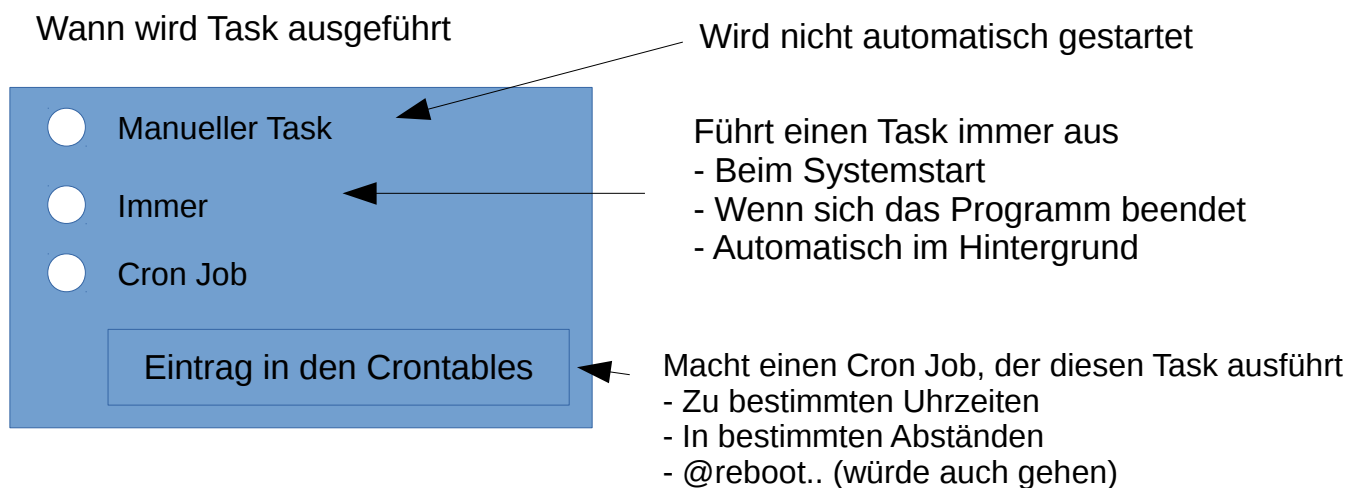 Wann wird Task ausgeführt
Wird nicht automatisch gestartet
Manueller Task
Führt einen Task immer aus
- Beim Systemstart
- Wenn sich das Programm beendet
- Automatisch im Hintergrund
Immer
Cron Job
Eintrag in den Crontables
Macht einen Cron Job, der diesen Task ausführt
- Zu bestimmten Uhrzeiten
- In bestimmten Abständen
- @reboot.. (würde auch gehen)